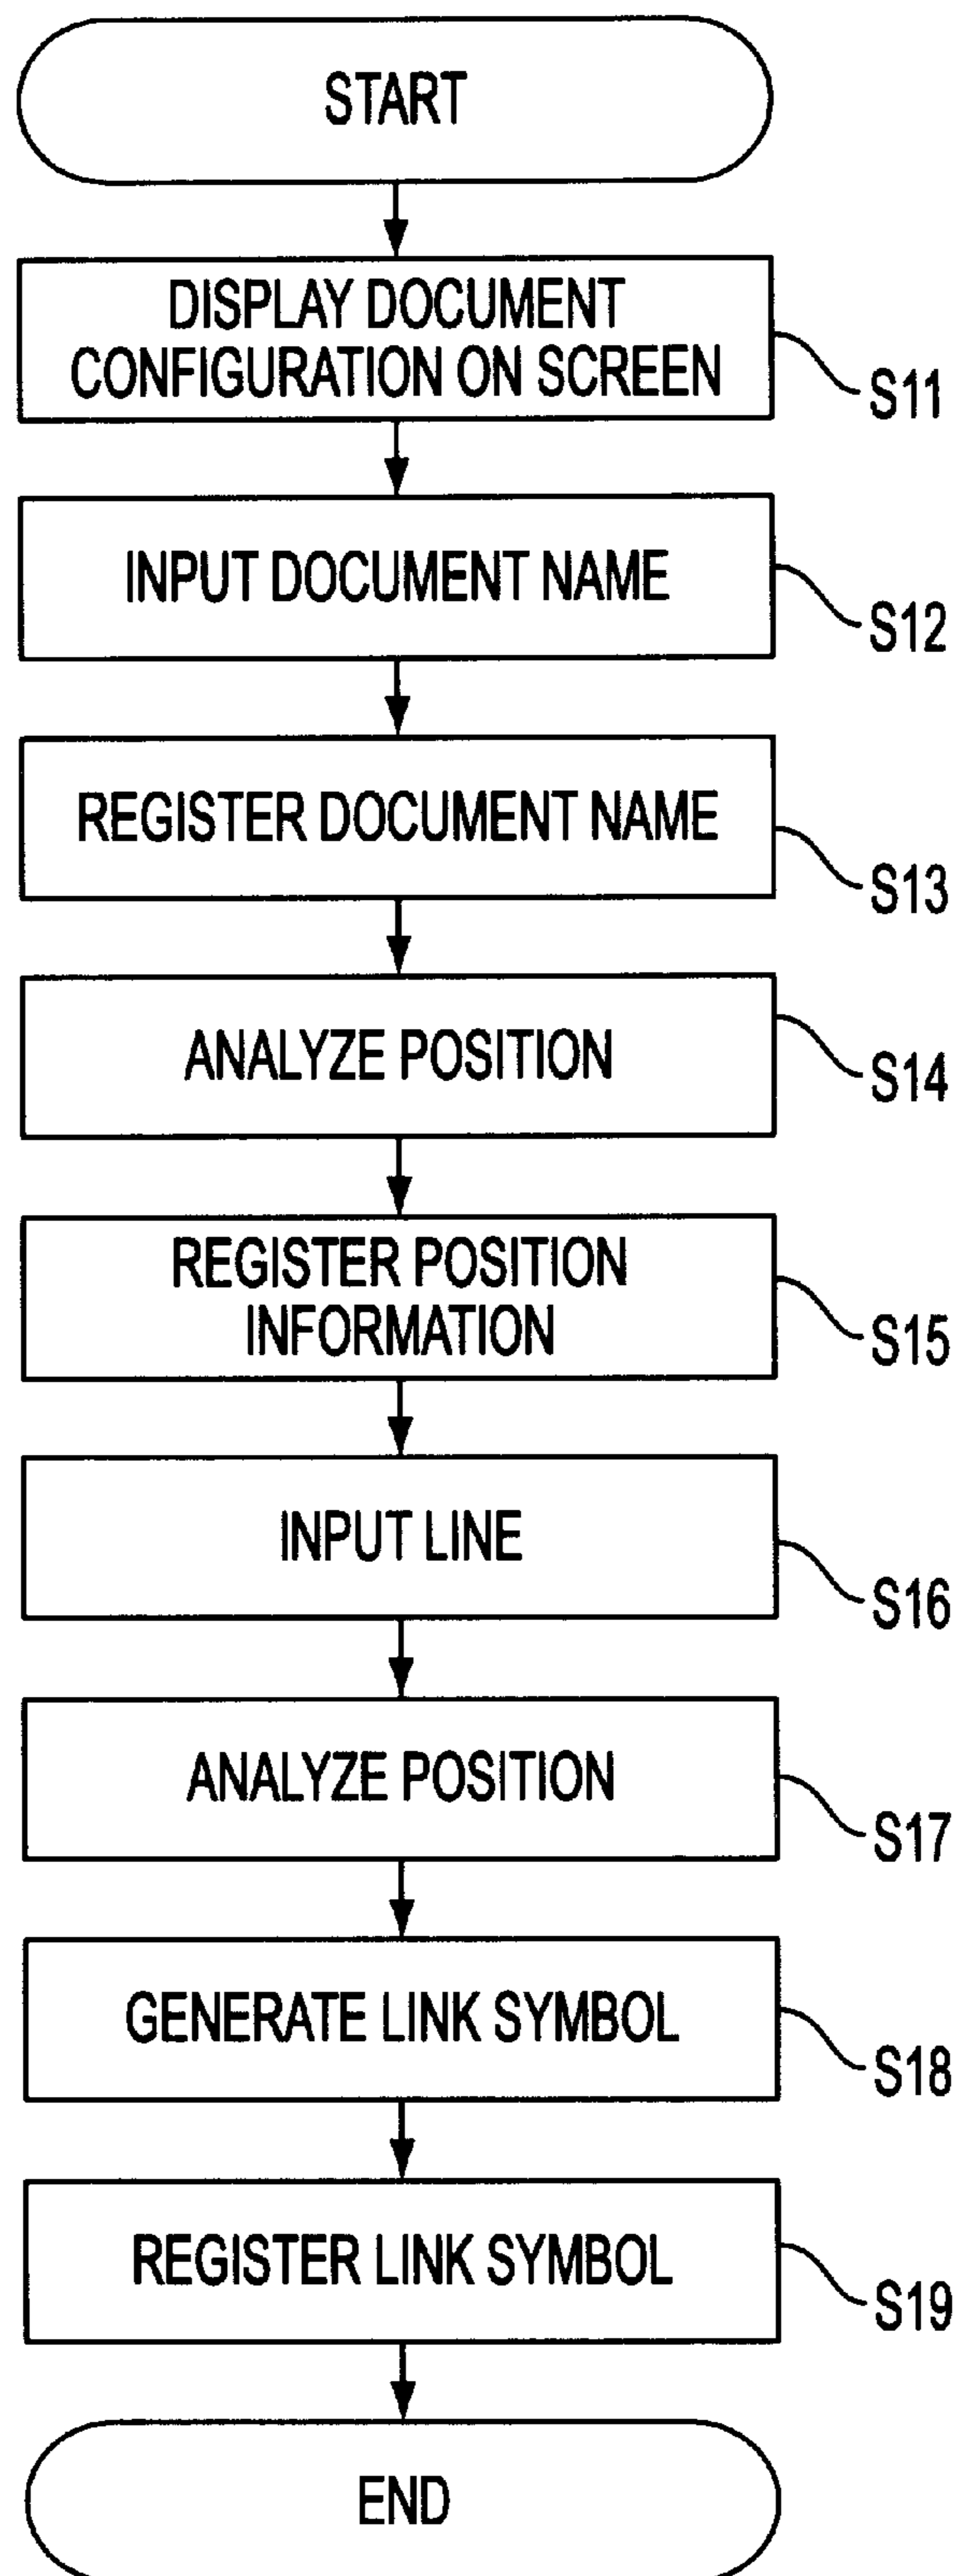 START
DISPLAY DOCUMENT
CONFIGURATION ON SCREEN
S11
INPUT DOCUMENT NAME
S12
REGISTER DOCUMENT NAME
S13
ANALYZE POSITION
S14
REGISTER POSITION
INFORMATION
S15
INPUT LINE
S16
ANALYZE POSITION
S17
GENERATE LINK SYMBOL
S18
REGISTER LINK SYMBOL
S19
END